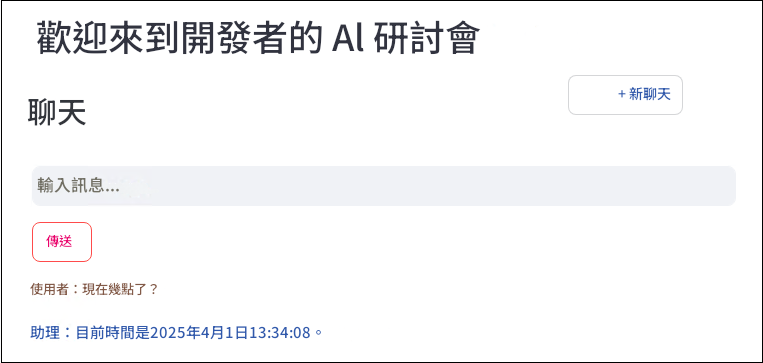 歡迎來到開發者的 Al 研討會
+ 新聊天
聊天
輸入訊息...
傳送
使用者：現在幾點了？
助理：目前時間是2025年4月1日13:34:08。